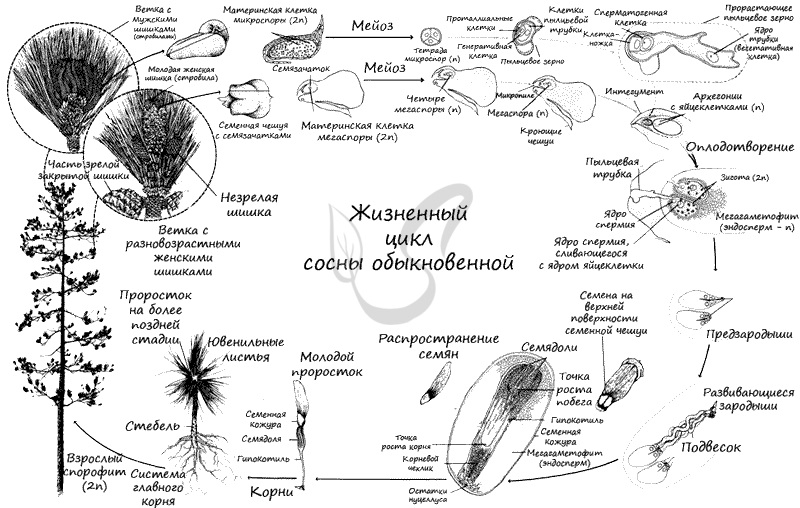 Ветка с
мужскими
шишками
(стробилами)
Материнская клетка
микроспоры (2n)
Мейоз
Тетрада
микроспор (n)
Проталлиальные
клетки
Генеративная
клетка
Клетки
пыльцевой
трубки
Пыльцевое зерно
Сперматогенная
клетка
Клетка-
ножка
Прорастающее
пыльцевое зерно
Ядро
трубки
(вегетативная
клетка)
Молодая женская
шишка (стробила)
Семенная чешуя
с семязачатками
Семязачаток
Материнская клетка
мегаспоры (2n)
Мейоз
Четыре
мегаспоры (n)
Микропиле
Мегаспора (n)
Кроющие
чешуи
Интегумент
Архегонии
с яйцеклетками (n)
Оплодотворение
Часть зрелой
закрытой шишки
Незрелая
шишка
Ветка с
разновозрастными
женскими
шишками
Жизненный
цикл
сосны обыкновенной
Пыльцевая
трубка
Зигота (2n)
Ядро
спермия
Мегагаметофит
(эндосперм - n)
Ядро спермия,
сливающегося
с ядром яйцеклетки
Предзародыши
Развивающиеся
зародыши
Подвесок
Семена на
верхней
поверхности
семенной чешуи
Семядоли
Точка
роста
побега
Гипокотиль
Семенная
кожура
Мегагаметофит
(эндосперм)
Точка
роста корня
Корневой
чехлик
Остатки
нуцеллуса
Распространение
семян
Молодой
проросток
Семенная
кожура
Семядоля
Гипокотиль
Корни
Проросток
на более
поздней
стадии
Ювенильные
листья
Стебель
Система
главного
корня
Взрослый
спорофит
(2n)